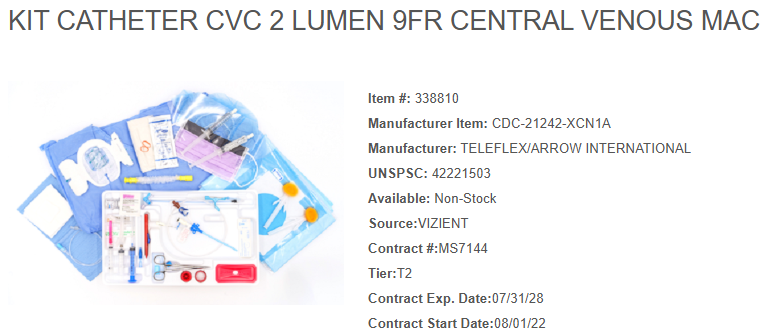 KIT CATHETER CVC 2 LUMEN 9FR CENTRAL VENOUS MAC
Item #: 338810
Manufacturer Item: CDC-21242-XCN1A
Manufacturer: TELEFLEX/ARROW INTERNATIONAL
UNSPSC: 42221503
Available: Non-Stock
Source:VIZIENT
Contract #:MS7144
Tier:T2
Contract Exp. Date:07/31/28
Contract Start Date:08/01/22